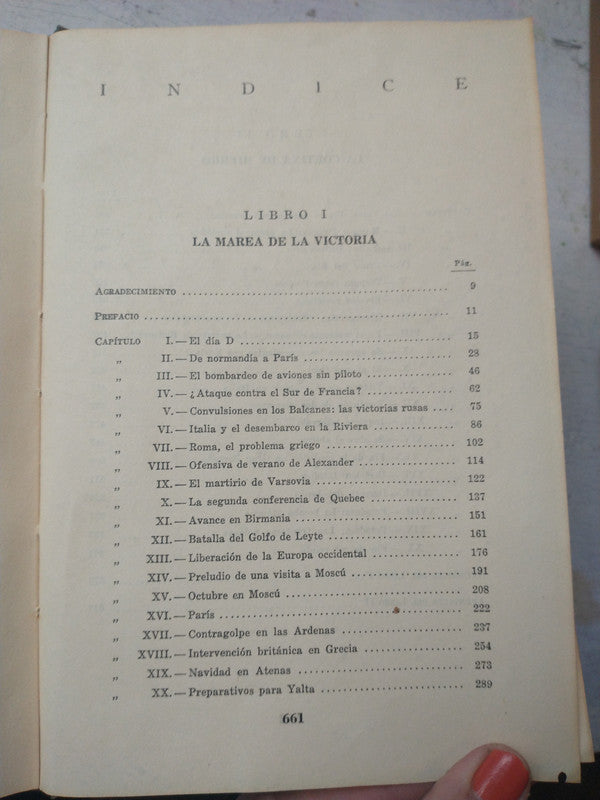 INDICE
LIBRO I
LA MAREA DE LA VICTORIA
Pág.
AGRADECIMIENTO ........ 9
PREFACIO ........ 11
CAPÍTULO I.— El día D ........ 15
„ II.— De normandía a París ........ 28
„ III.— El bombardeo de aviones sin piloto ........ 46
„ IV.— ¿Ataque contra el Sur de Francia? ........ 62
„ V.— Convulsiones en los Balcanes: las victorias rusas .... 75
„ VI.— Italia y el desembarco en la Riviera ........ 86
„ VII.— Roma, el problema griego ........ 102
„ VIII.— Ofensiva de verano de Alexander ........ 114
„ IX.— El martirio de Varsovia ........ 122
„ X.— La segunda conferencia de Quebec ........ 137
„ XI.— Avance en Birmania ........ 151
„ XII.— Batalla del Golfo de Leyte ........ 161
„ XIII.— Liberación de la Europa occidental ........ 176
„ XIV.— Preludio de una visita a Moscú ........ 191
„ XV.— Octubre en Moscú ........ 208
„ XVI.— París ........ 222
„ XVII.— Contragolpe en las Ardenas ........ 237
„ XVIII.— Intervención británica en Grecia ........ 254
„ XIX.— Navidad en Atenas ........ 273
„ XX.— Preparativos para Yalta ........ 289
661